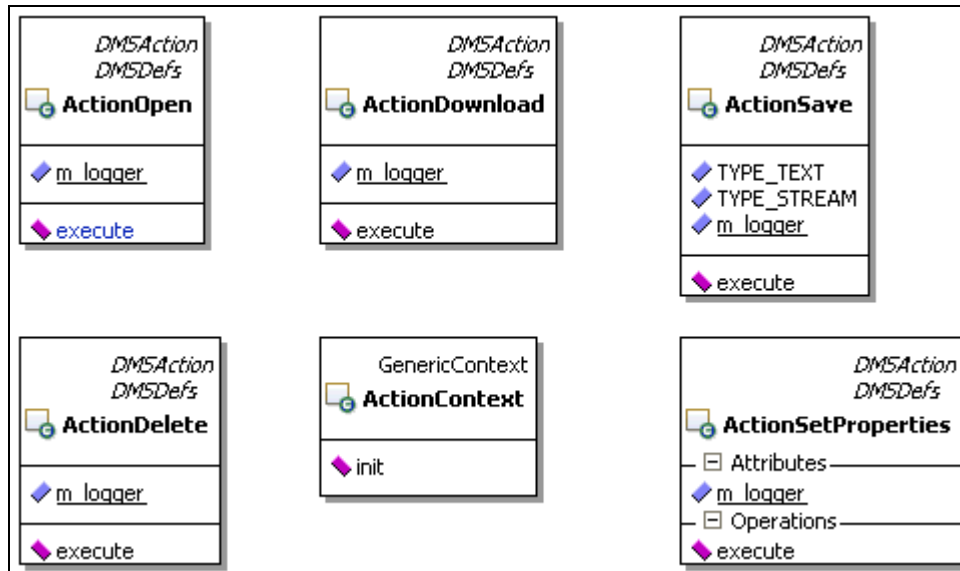 DMSAction
DMSDefs
ActionOpen
m_logger
execute
DMSAction
DMSDefs
ActionDownload
m_logger
execute
DMSAction
DMSDefs
ActionSave
TYPE_TEXT
TYPE_STREAM
m_logger
execute
DMSAction
DMSDefs
ActionDelete
m_logger
execute
GenericContext
ActionContext
init
DMSAction
DMSDefs
ActionSetProperties
Attributes
m_logger
Operations
execute